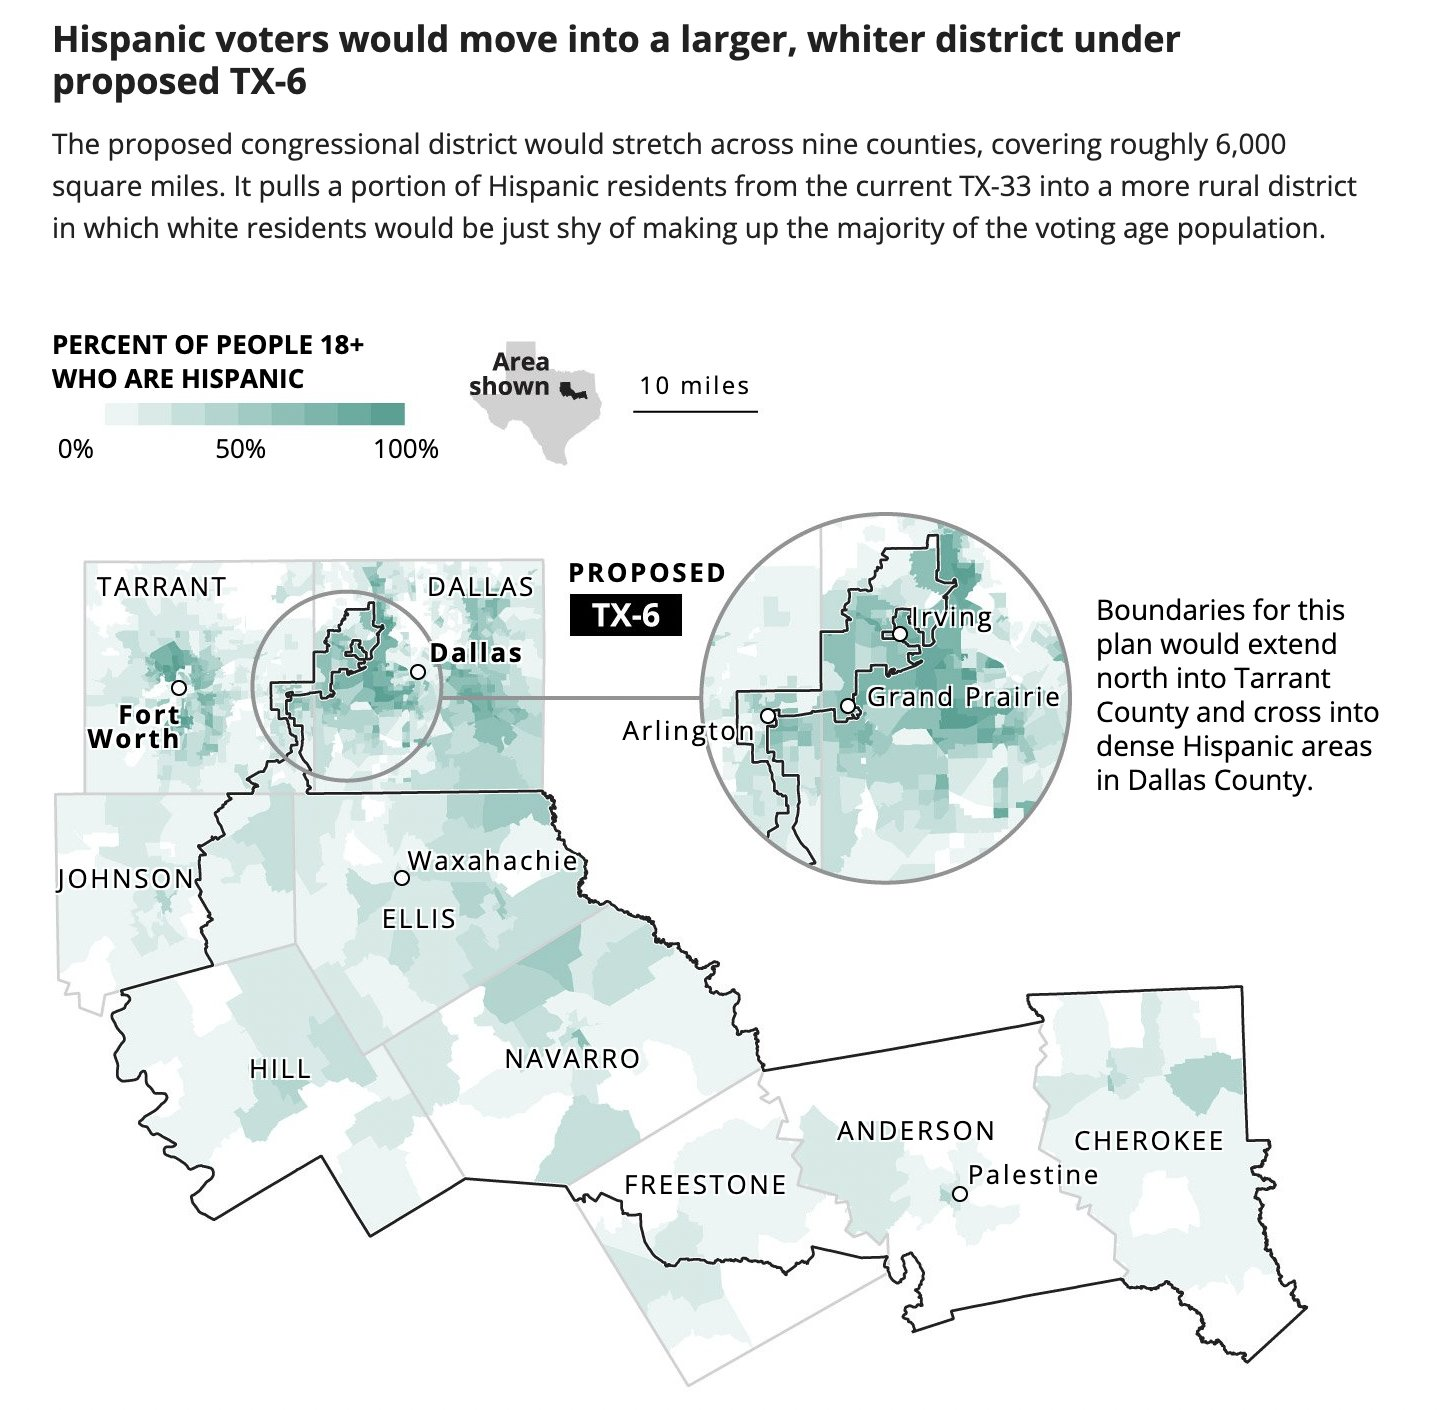 Hispanic voters would move into a larger, whiter district under
proposed TX-6
The proposed congressional district would stretch across nine counties, covering roughly 6,000
square miles. It pulls a portion of Hispanic residents from the current TX-33 into a more rural district
in which white residents would be just shy of making up the majority of the voting age population.
PERCENT OF PEOPLE 18+
WHO ARE HISPANIC
0% 50% 100%
Area
shown
10 miles
TARRANT
DALLAS
Dallas
Fort
Worth
PROPOSED
TX-6
Irving
Grand Prairie
Arlington
Boundaries for this
plan would extend
north into Tarrant
County and cross into
dense Hispanic areas
in Dallas County.
JOHNSON
Waxahachie
ELLIS
HILL
NAVARRO
FREESTONE
ANDERSON
Palestine
CHEROKEE